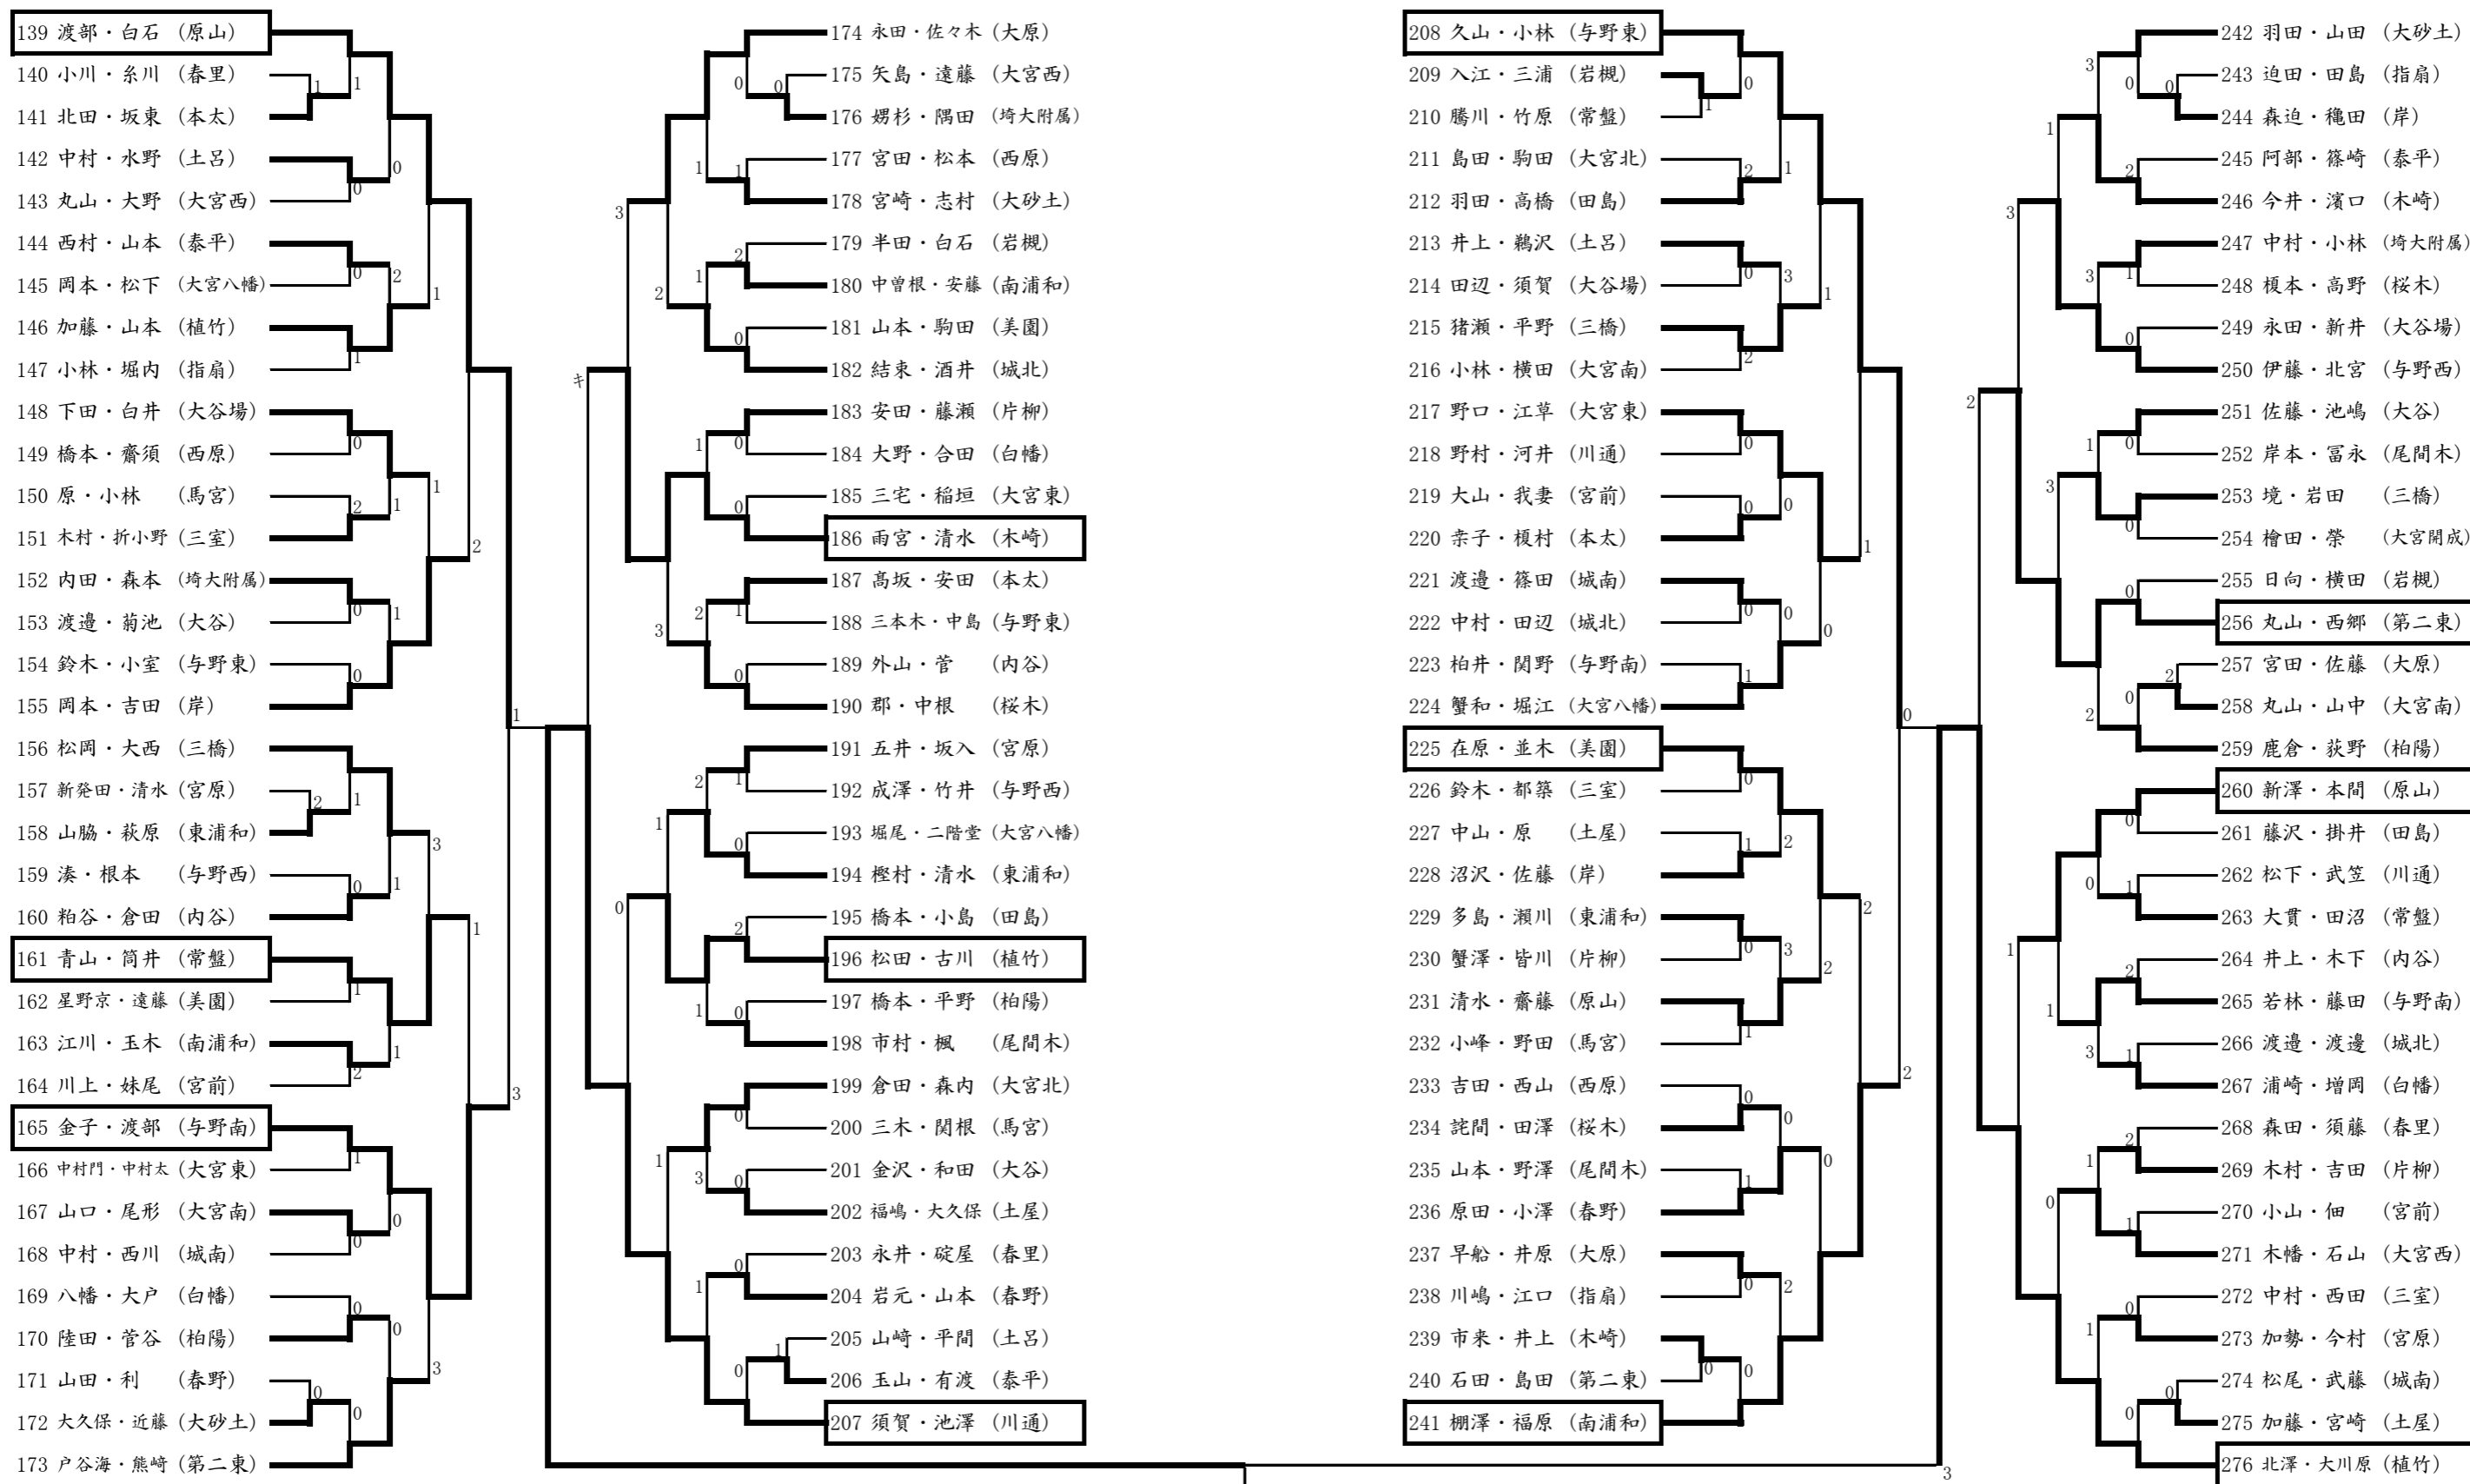 139 渡部・白石 (原山)
140 小川・糸川 (春里)
141 北田・坂東 (本太)
142 中村・水野 (土呂)
143 丸山・大野 (大宮西)
144 西村・山本 (泰平)
145 岡本・松下 (大宮八幡)
146 加藤・山本 (植竹)
147 小林・堀内 (指扇)
148 下田・白井 (大谷場)
149 橋本・齋須 (西原)
150 原・小林 (馬宮)
151 木村・折小野 (三室)
152 内田・森本 (埼大附属)
153 渡邉・菊池 (大谷)
154 鈴木・小室 (与野東)
155 岡本・吉田 (岸)
156 松岡・大西 (三橋)
157 新発田・清水 (宮原)
158 山脇・萩原 (東浦和)
159 湊・根本 (与野西)
160 粕谷・倉田 (内谷)
161 青山・筒井 (常盤)
162 星野京・遠藤 (美園)
163 江川・玉木 (南浦和)
164 川上・妹尾 (宮前)
165 金子・渡部 (与野南)
166 中村門・中村太 (大宮東)
167 山口・尾形 (大宮南)
168 中村・西川 (城南)
169 八幡・大戸 (白幡)
170 陸田・菅谷 (柏陽)
171 山田・利 (春野)
172 大久保・近藤 (大砂土)
173 户谷海・熊崎 (第二東)
174 永田・佐々木 (大原)
175 矢島・遠藤 (大宮西)
176 娚杉・隅田 (埼大附属)
177 宮田・松本 (西原)
178 宮崎・志村 (大砂土)
179 半田・白石 (岩槻)
180 中曽根・安藤 (南浦和)
181 山本・駒田 (美園)
182 結束・酒井 (城北)
183 安田・藤瀬 (片柳)
184 大野・合田 (白幡)
185 三宅・稲垣 (大宮東)
186 雨宮・清水 (木崎)
187 髙坂・安田 (本太)
188 三本木・中島 (与野東)
189 外山・菅 (内谷)
190 郡・中根 (桜木)
191 五井・坂入 (宮原)
192 成澤・竹井 (与野西)
193 堀尾・二階堂 (大宮八幡)
194 樫村・清水 (東浦和)
195 橋本・小島 (田島)
196 松田・古川 (植竹)
197 橋本・平野 (柏陽)
198 市村・楓 (尾間木)
199 倉田・森内 (大宮北)
200 三木・関根 (馬宮)
201 金沢・和田 (大谷)
202 福嶋・大久保 (土屋)
203 永井・碇屋 (春里)
204 岩元・山本 (春野)
205 山﨑・平間 (土呂)
206 玉山・有渡 (泰平)
207 須賀・池澤 (川通)
208 久山・小林 (与野東)
209 入江・三浦 (岩槻)
210 勝川・竹原 (常盤)
211 島田・駒田 (大宮北)
212 羽田・高橋 (田島)
213 井上・鵜沢 (土呂)
214 田辺・須賀 (大谷場)
215 猪瀬・平野 (三橋)
216 小林・横田 (大宮南)
217 野口・江草 (大宮東)
218 野村・河井 (川通)
219 大山・我妻 (宮前)
220 
221 渡邉・篠田 (城南)
222 中村・田辺 (城北)
223 柏井・関野 (与野南)
224 蟹和・堀江 (大宮八幡)
225 在原・並木 (美園)
226 鈴木・都築 (三室)
227 中山・原 (土屋)
228 沼沢・佐藤 (岸)
229 多島・瀬川 (東浦和)
230 蟹澤・皆川 (片柳)
231 清水・齋藤 (原山)
232 小峰・野田 (馬宮)
233 吉田・西山 (西原)
234 詫間・田澤 (桜木)
235 山本・野澤 (尾間木)
236 原田・小澤 (春野)
237 早船・井原 (大原)
238 川嶋・江口 (指扇)
239 市来・井上 (木崎)
240 石田・島田 (第二東)
241 棚澤・福原 (南浦和)
242 羽田・山田 (大砂土)
243 迫田・田島 (指扇)
244 森迫・穐田 (岸)
245 阿部・篠崎 (泰平)
246 今井・濱口 (木崎)
247 中村・小林 (埼大附属)
248 榎本・高野 (桜木)
249 永田・新井 (大谷場)
250 伊藤・北宮 (与野西)
251 佐藤・池嶋 (大谷)
252 岸本・冨永 (尾間木)
253 境・岩田 (三橋)
254 檜田・榮 (大宮開成)
255 日向・横田 (岩槻)
256 丸山・西郷 (第二東)
257 宮田・佐藤 (大原)
258 丸山・山中 (大宮南)
259 鹿倉・荻野 (柏陽)
260 新澤・本間 (原山)
261 藤沢・掛井 (田島)
262 松下・武笠 (川通)
263 大貫・田沼 (常盤)
264 井上・木下 (内谷)
265 若林・藤田 (与野南)
266 渡邉・渡邊 (城北)
267 浦崎・増岡 (白幡)
268 森田・須藤 (春里)
269 木村・吉田 (片柳)
270 小山・佃 (宮前)
271 木幡・石山 (大宮西)
272 中村・西田 (三室)
273 加勢・今村 (宮原)
274 松尾・武藤 (城南)
275 加藤・宮崎 (土屋)
276 北澤・大川原 (植竹)